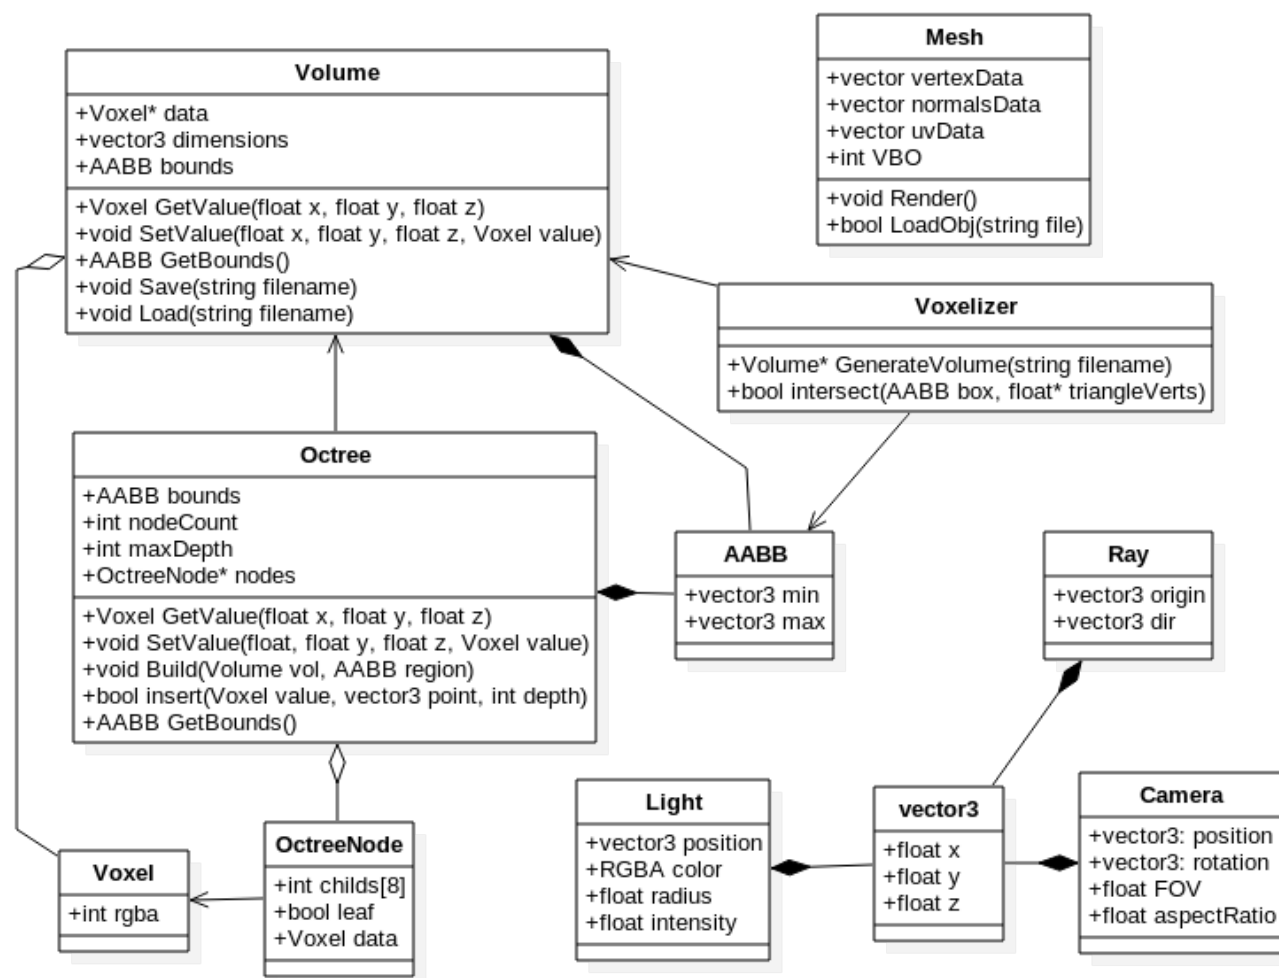 Volume
+Voxel* data
+vector3 dimensions
+AABB bounds
+Voxel GetValue(float x, float y, float z)
+void SetValue(float x, float y, float z, Voxel value)
+AABB GetBounds()
+void Save(string filename)
+void Load(string filename)
Mesh
+vector vertexData
+vector normalsData
+vector uvData
+int VBO
+void Render()
+bool LoadObj(string file)
Voxelizer
+Volume* GenerateVolume(string filename)
+bool intersect(AABB box, float* triangleVerts)
Octree
+AABB bounds
+int nodeCount
+int maxDepth
+OctreeNode* nodes
+Voxel GetValue(float x, float y, float z)
+void SetValue(float, float y, float z, Voxel value)
+void Build(Volume vol, AABB region)
+bool insert(Voxel value, vector3 point, int depth)
+AABB GetBounds()
AABB
+vector3 min
+vector3 max
Ray
+vector3 origin
+vector3 dir
Voxel
+int rgba
OctreeNode
+int childs[8]
+bool leaf
+Voxel data
Light
+vector3 position
+RGBA color
+float radius
+float intensity
vector3
+float x
+float y
+float z
Camera
+vector3: position
+vector3: rotation
+float FOV
+float aspectRatio